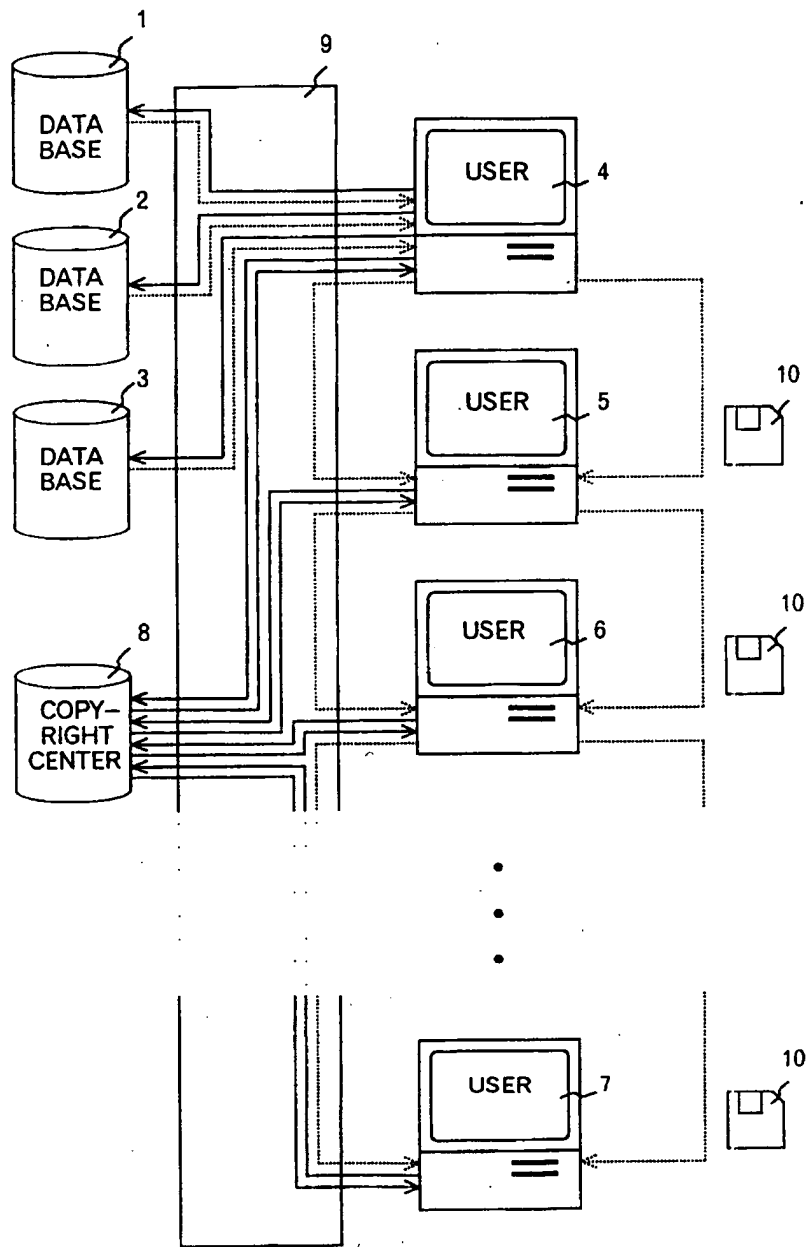 1
9
DATA
BASE
USER
4
2
DATA
BASE
3
DATA
BASE
USER
5
10
8
COPY-
RIGHT
CENTER
USER
6
10
USER
7
10